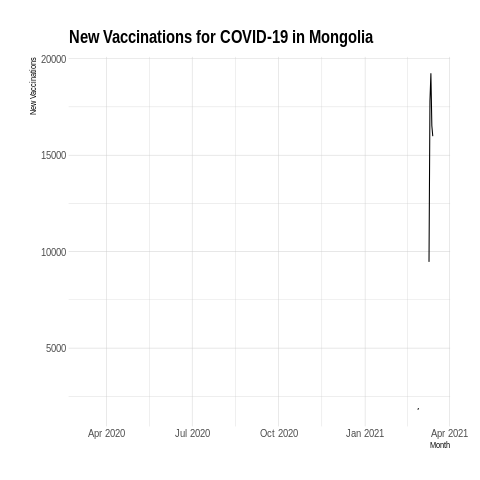 New Vaccinations for COVID-19 in Mongolia
New Vaccinations
20000
15000
10000
5000
Apr 2020 Jul 2020 Oct 2020 Jan 2021 Apr 2021
Month